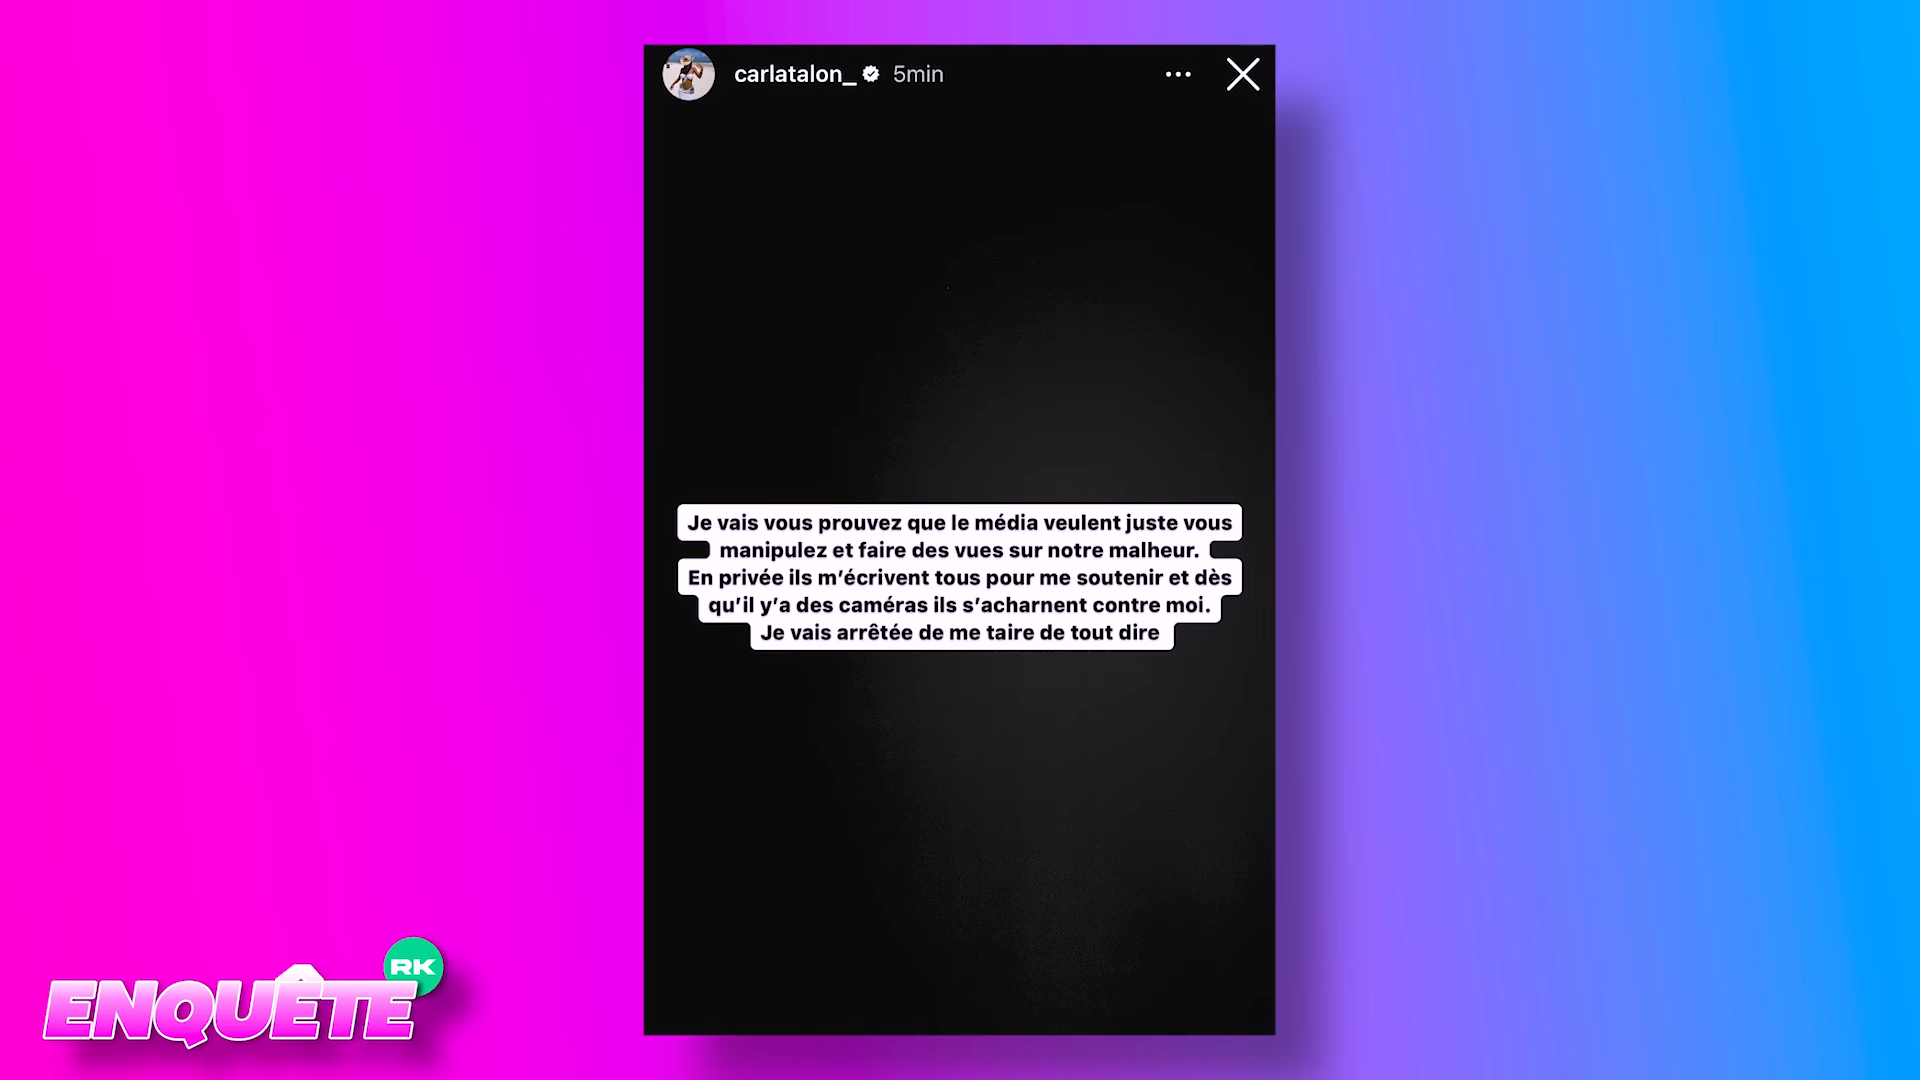 carlatalon_ 5min
Je vais vous prouvez que le média veulent juste vous
manipulez et faire des vues sur notre malheur.
En privée ils m’écrivent tous pour me soutenir et dès
qu’il y’a des caméras ils s’acharnent contre moi.
Je vais arrêtée de me taire de tout dire
RK
ENQUÊTE